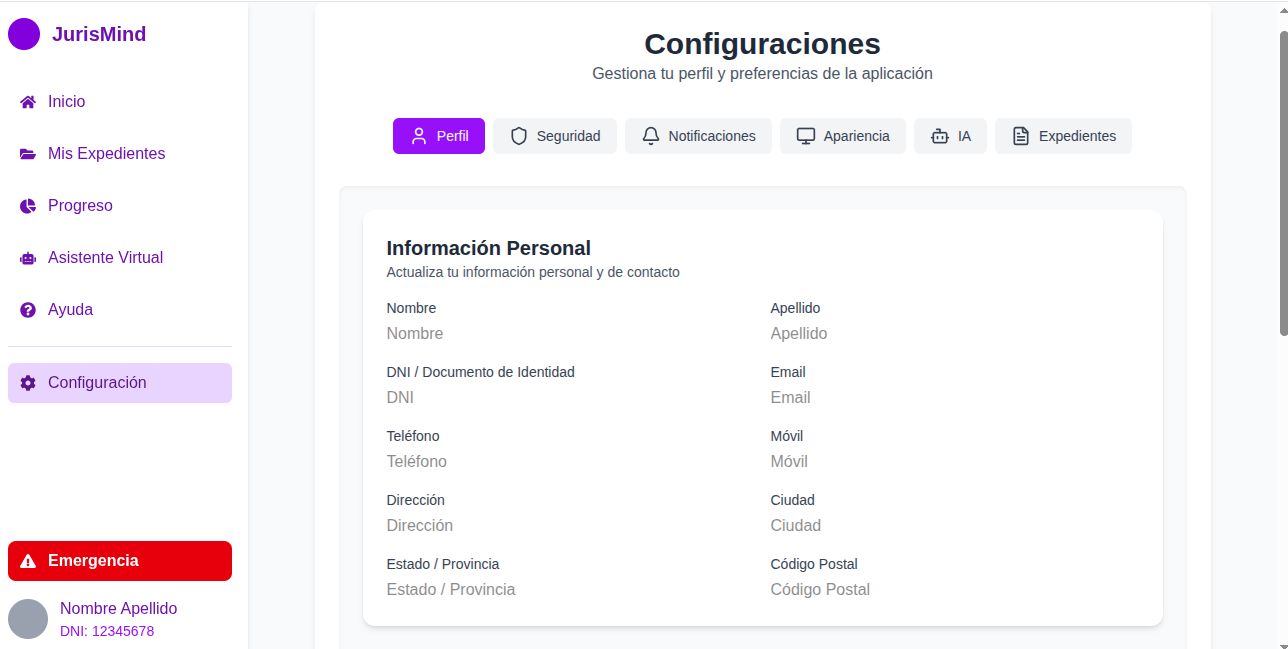 JurisMind
Inicio
Mis Expedientes
Progreso
Asistente Virtual
Ayuda
Configuración
Emergencia
Nombre Apellido
DNI: 12345678
Configuraciones
Gestiona tu perfil y preferencias de la aplicación
Perfil Seguridad Notificaciones Apariencia IA Expedientes
Información Personal
Actualiza tu información personal y de contacto
Nombre Apellido
Nombre Apellido
DNI / Documento de Identidad Email
DNI Email
Teléfono Móvil
Teléfono Móvil
Dirección Ciudad
Dirección Ciudad
Estado / Provincia Código Postal
Estado / Provincia Código Postal